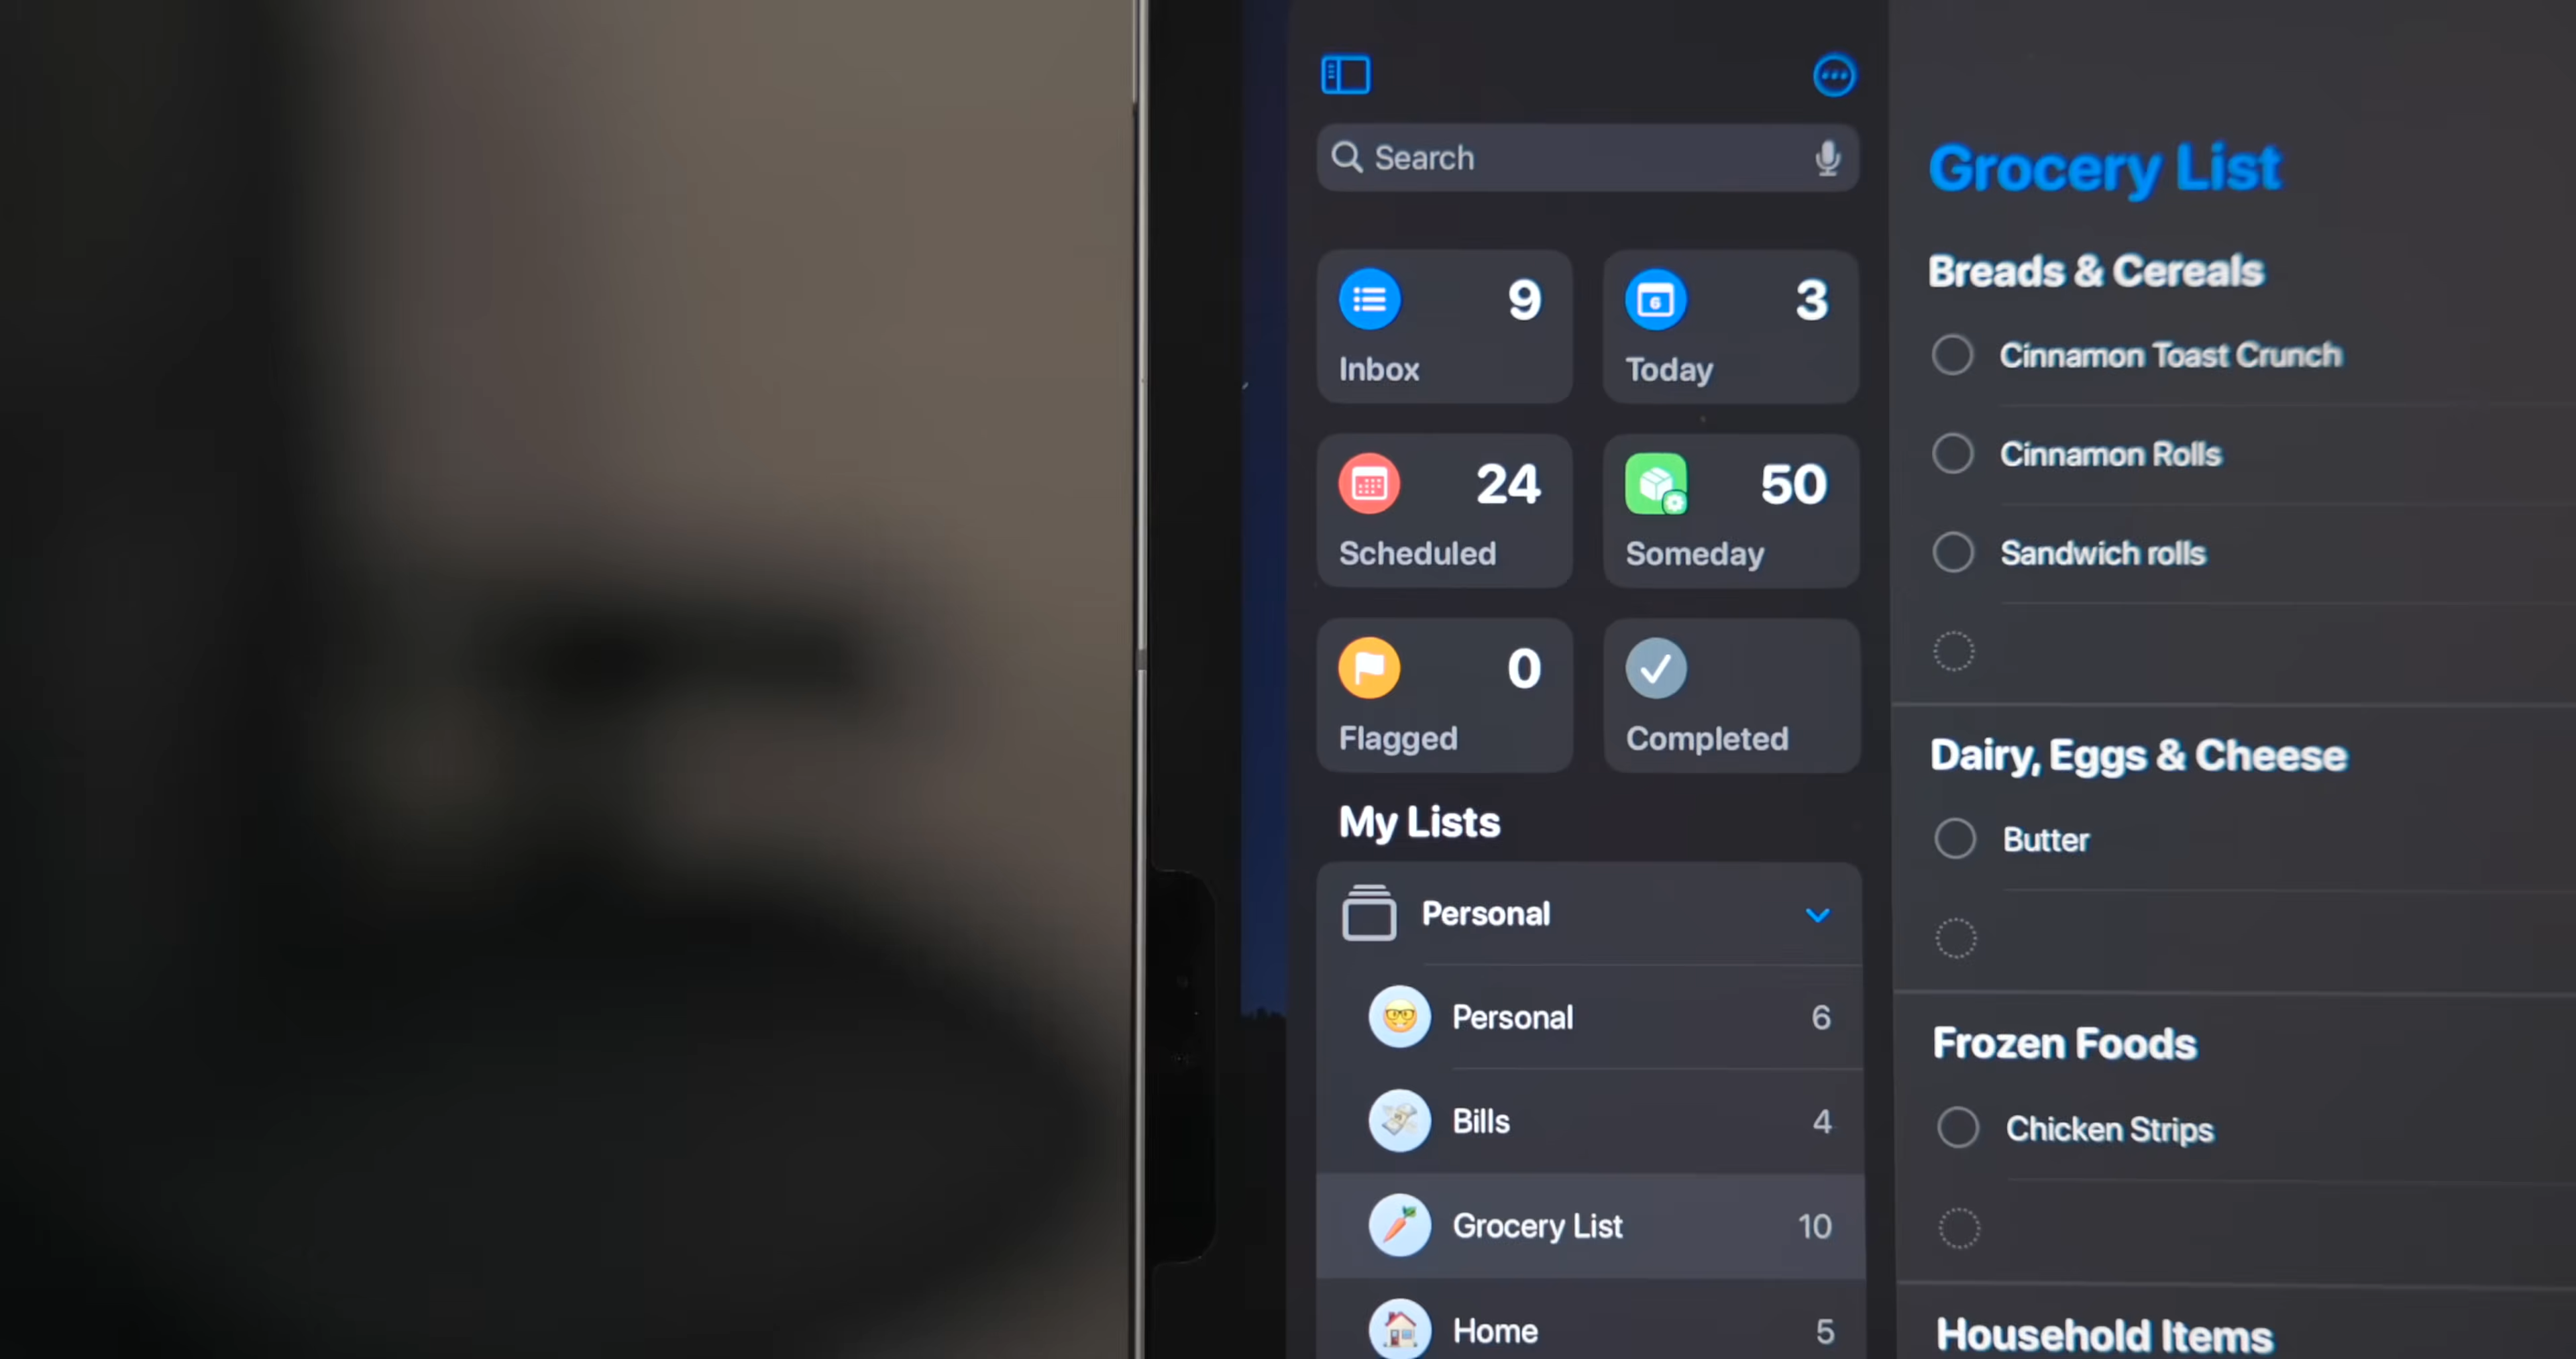 Search
9
Inbox
3
6
Today
24
Scheduled
50
Someday
0
Flagged
Completed
My Lists
Personal
Personal 6
Bills 4
Grocery List 10
Home 5
Grocery List
Breads & Cereals
Cinnamon Toast Crunch
Cinnamon Rolls
Sandwich rolls
Dairy, Eggs & Cheese
Butter
Frozen Foods
Chicken Strips
Household Items